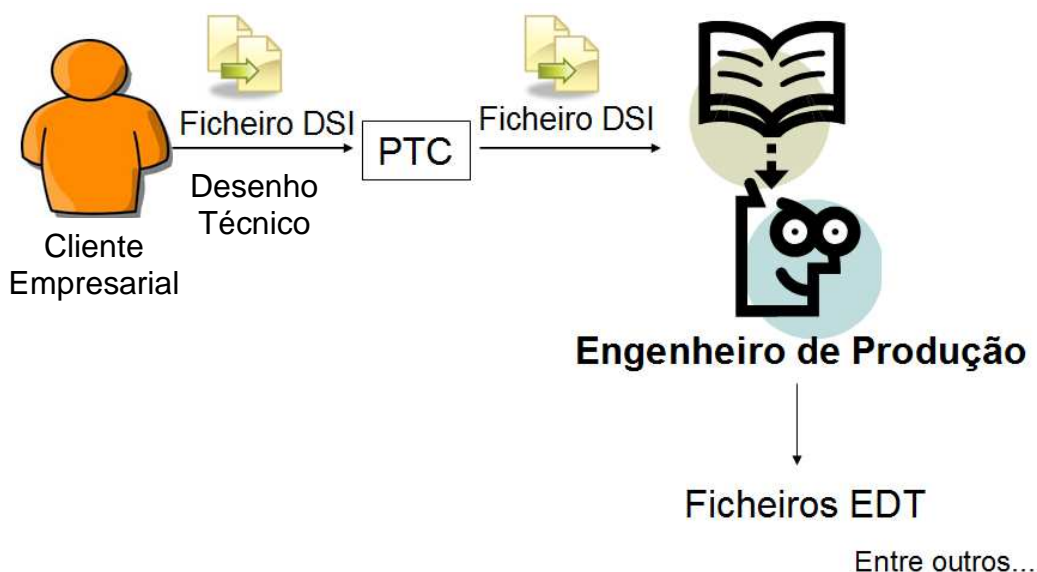 Ficheiro DSI
PTC
Ficheiro DSI
Desenho
Técnico
Cliente
Empresarial
Engenheiro de Produção
Ficheiros EDT
Entre outros...